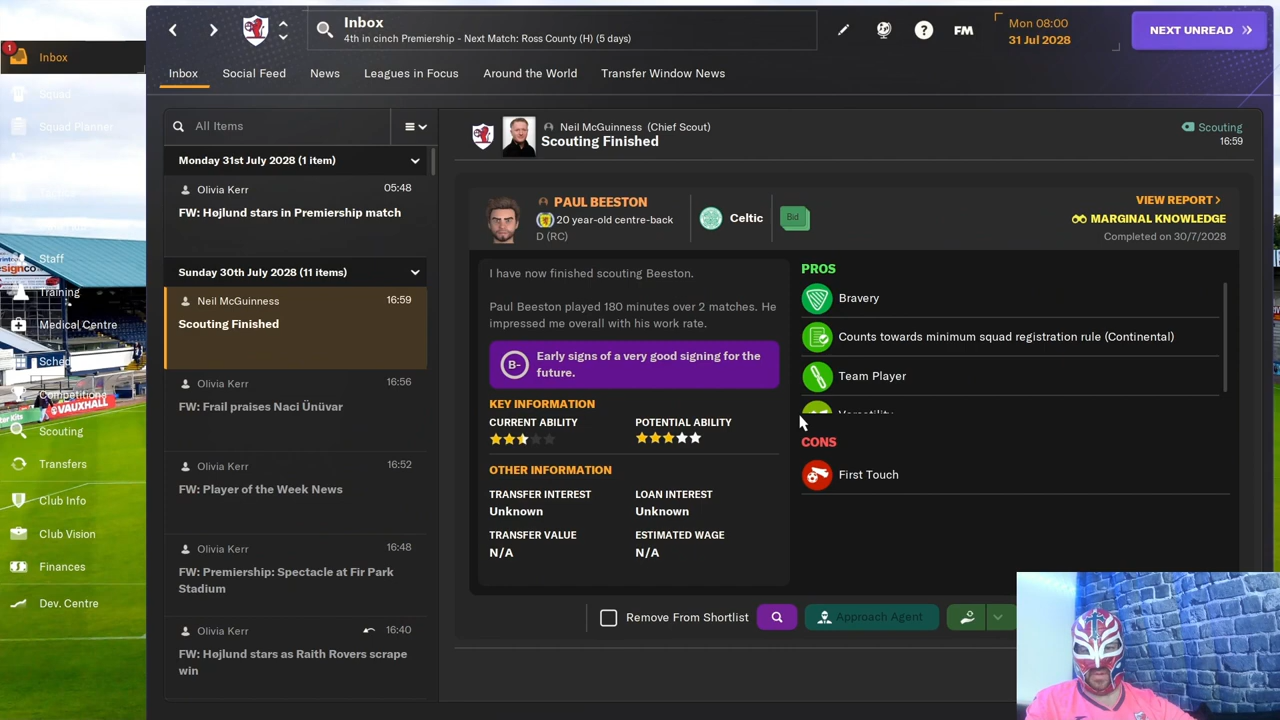 Inbox
4th in cinch Premiership - Next Match: Ross County (H) (5 days)
FM
Mon 08:00
31 Jul 2028
NEXT UNREAD
1
Inbox
Squad
Squad Planner
Staff
Training
Medical Centre
Sched
Competitions
Scouting
Transfers
Club Info
Club Vision
Finances
Dev. Centre
VAUXHALL
Inbox
Social Feed
News
Leagues in Focus
Around the World
Transfer Window News
All Items
Monday 31st July 2028 (1 item)
Olivia Kerr
05:48
FW: Højlund stars in Premiership match
Sunday 30th July 2028 (11 items)
Neil McGuinness
16:59
Scouting Finished
Olivia Kerr
16:56
FW: Frail praises Naci Ünüvar
Olivia Kerr
16:52
FW: Player of the Week News
Olivia Kerr
16:48
FW: Premiership: Spectacle at Fir Park
Stadium
Olivia Kerr
16:40
FW: Højlund stars as Raith Rovers scrape
win
Neil McGuinness (Chief Scout)
Scouting Finished
Scouting
16:59
PAUL BEESTON
20 year-old centre-back
D (RC)
Celtic
Bid
VIEW REPORT
MARGINAL KNOWLEDGE
Completed on 30/7/2028
I have now finished scouting Beeston.
Paul Beeston played 180 minutes over 2 matches. He
impressed me overall with his work rate.
B-
Early signs of a very good signing for the
future.
KEY INFORMATION
CURRENT ABILITY
POTENTIAL ABILITY
OTHER INFORMATION
TRANSFER INTEREST
LOAN INTEREST
Unknown
Unknown
TRANSFER VALUE
ESTIMATED WAGE
N/A
N/A
PROS
Bravery
Counts towards minimum squad registration rule (Continental)
Team Player
Versatility
CONS
First Touch
Remove From Shortlist
Approach Agent